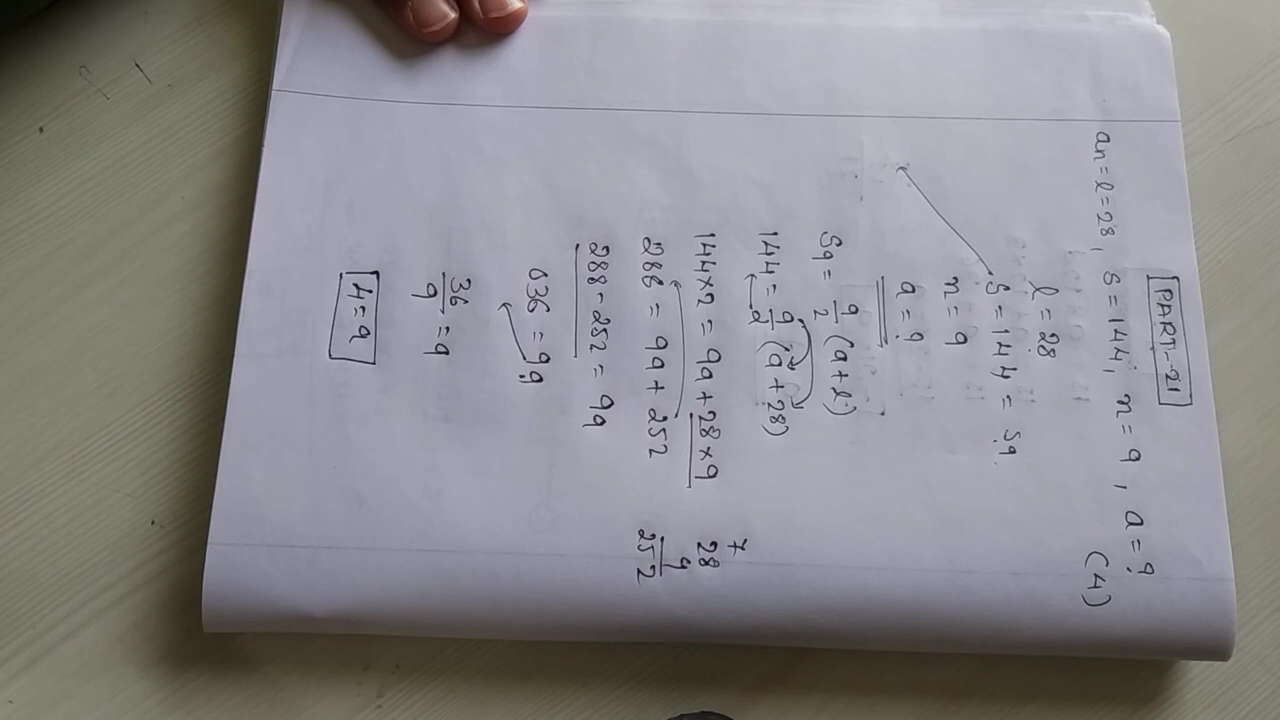 PART-21
an = l = 28, S = 144, n = 9, a = ?
(4)
l = 28
S = 144 = S9
n = 9
a = ?
S9 = 9/2 (a+l)
144 = 9/2 (a+28)
144×2 = 9a + 28×9
288 = 9a + 252
288 - 252 = 9a
036 = 9a
36/9 = a
4 = a
7
28
9
252